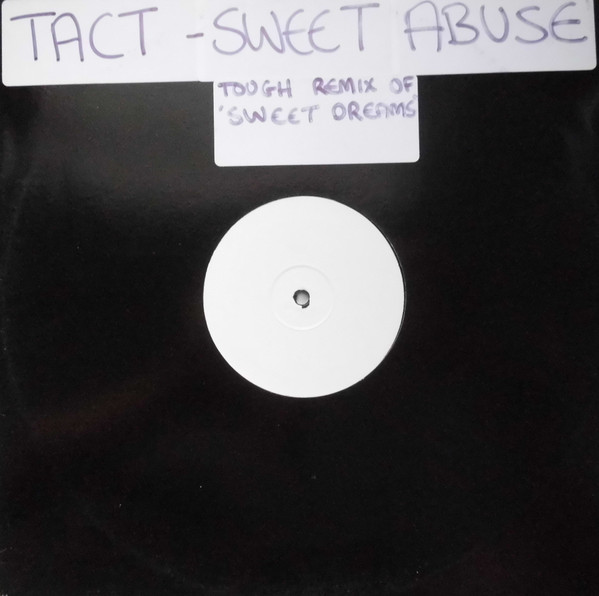 TACT - SWEET ABUSE
TOUGH REMIX OF
'SWEET DREAMS'